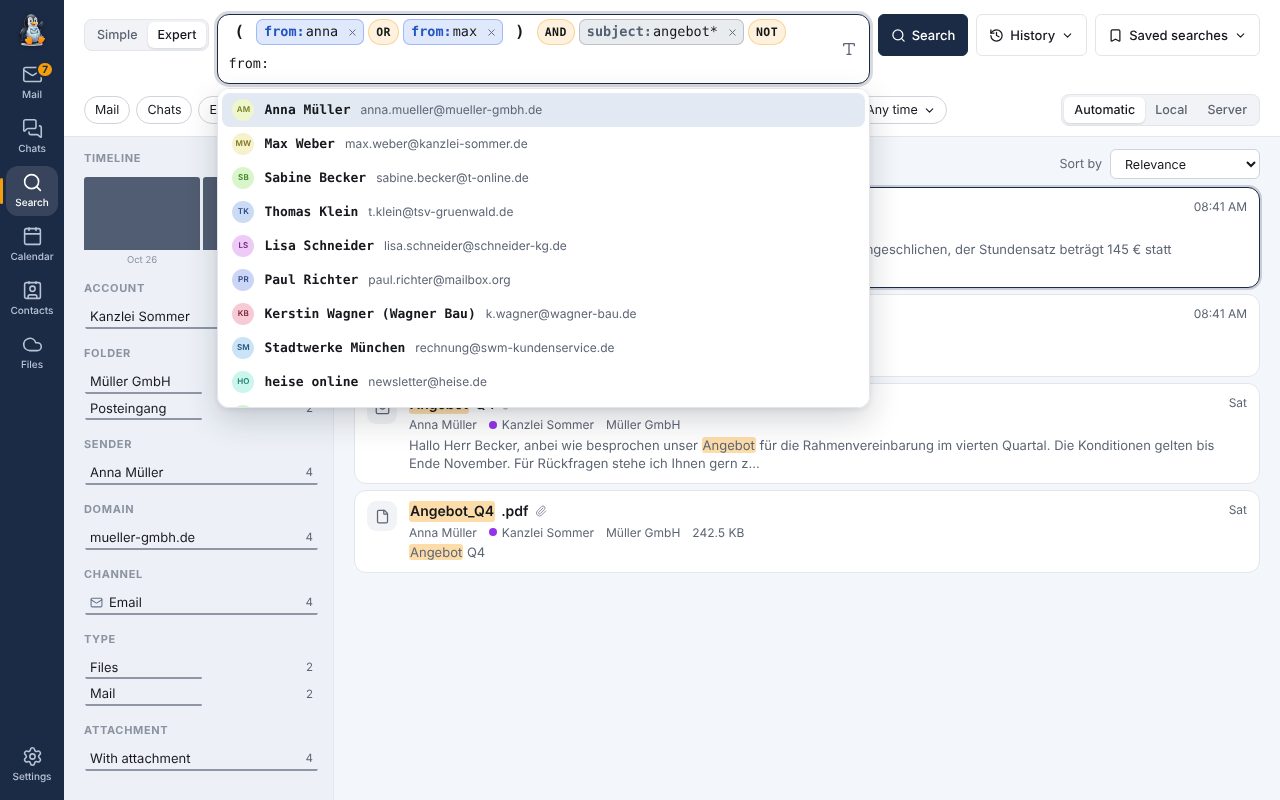 Simple Expert
( from:anna × OR from:max × ) AND subject:angebot* × NOT
from:
Search
History
Saved searches
7
Mail
Chats
Search
Calendar
Contacts
Files
Settings
Mail
Chats
Any time
Automatic Local Server
AM Anna Müller anna.mueller@mueller-gmbh.de
MW Max Weber max.weber@kanzlei-sommer.de
SB Sabine Becker sabine.becker@t-online.de
TK Thomas Klein t.klein@tsv-gruenwald.de
LS Lisa Schneider lisa.schneider@schneider-kg.de
PR Paul Richter paul.richter@mailbox.org
KB Kerstin Wagner (Wagner Bau) k.wagner@wagner-bau.de
SM Stadtwerke München rechnung@swm-kundenservice.de
HO heise online newsletter@heise.de
TIMELINE
Oct 26
ACCOUNT
Kanzlei Sommer
FOLDER
Müller GmbH
Posteingang 2
SENDER
Anna Müller 4
DOMAIN
mueller-gmbh.de 4
CHANNEL
Email 4
TYPE
Files 2
Mail 2
ATTACHMENT
With attachment 4
Sort by Relevance
08:41 AM
ngeschlichen, der Stundensatz beträgt 145 € statt
08:41 AM
Angebot Q4 Sat
Anna Müller Kanzlei Sommer Müller GmbH
Hallo Herr Becker, anbei wie besprochen unser Angebot für die Rahmenvereinbarung im vierten Quartal. Die Konditionen gelten bis
Ende November. Für Rückfragen stehe ich Ihnen gern z...
Angebot_Q4 .pdf Sat
Anna Müller Kanzlei Sommer Müller GmbH 242.5 KB
Angebot Q4